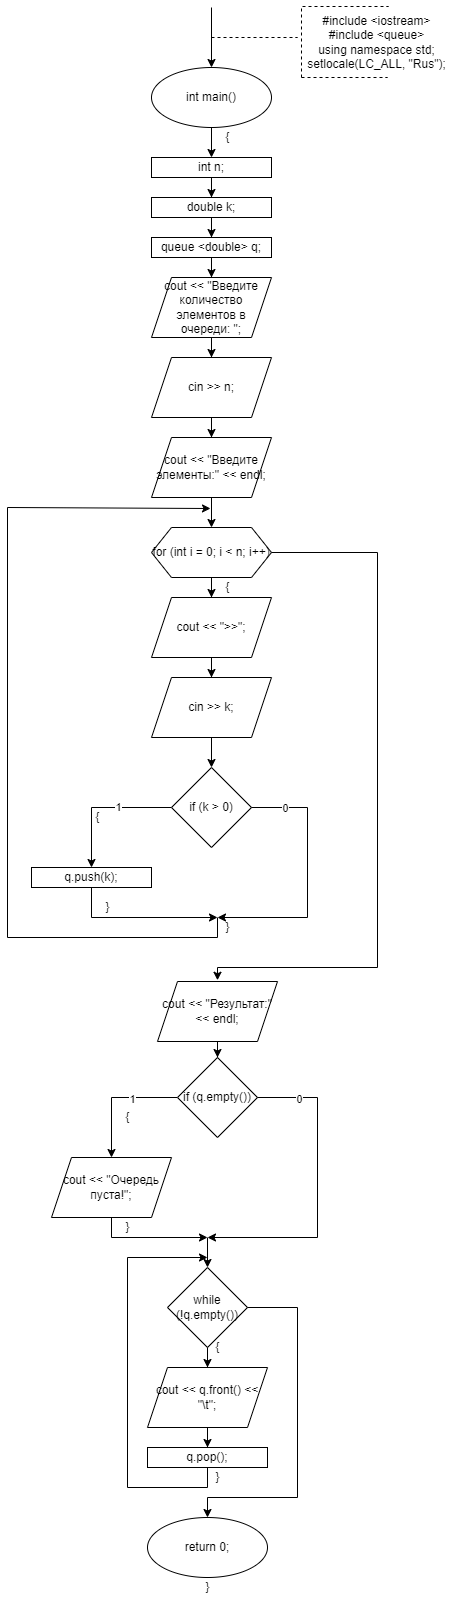 #include <iostream>
#include <queue>
using namespace std;
setlocale(LC_ALL, "Rus");
int main()
{
int n;
double k;
queue <double> q;
cout << "Введите
количество
элементов в
очереди: ";
cin >> n;
cout << "Введите
элементы:" << endl;
for (int i = 0; i < n; i++)
{
cout << ">>";
cin >> k;
if (k > 0)
1
0
{
q.push(k);
}
}
cout << "Результат:"
<< endl;
if (q.empty())
1
0
{
cout << "Очередь
пуста!";
}
while
(!q.empty())
{
cout << q.front() <<
"\t";
q.pop();
}
return 0;
}